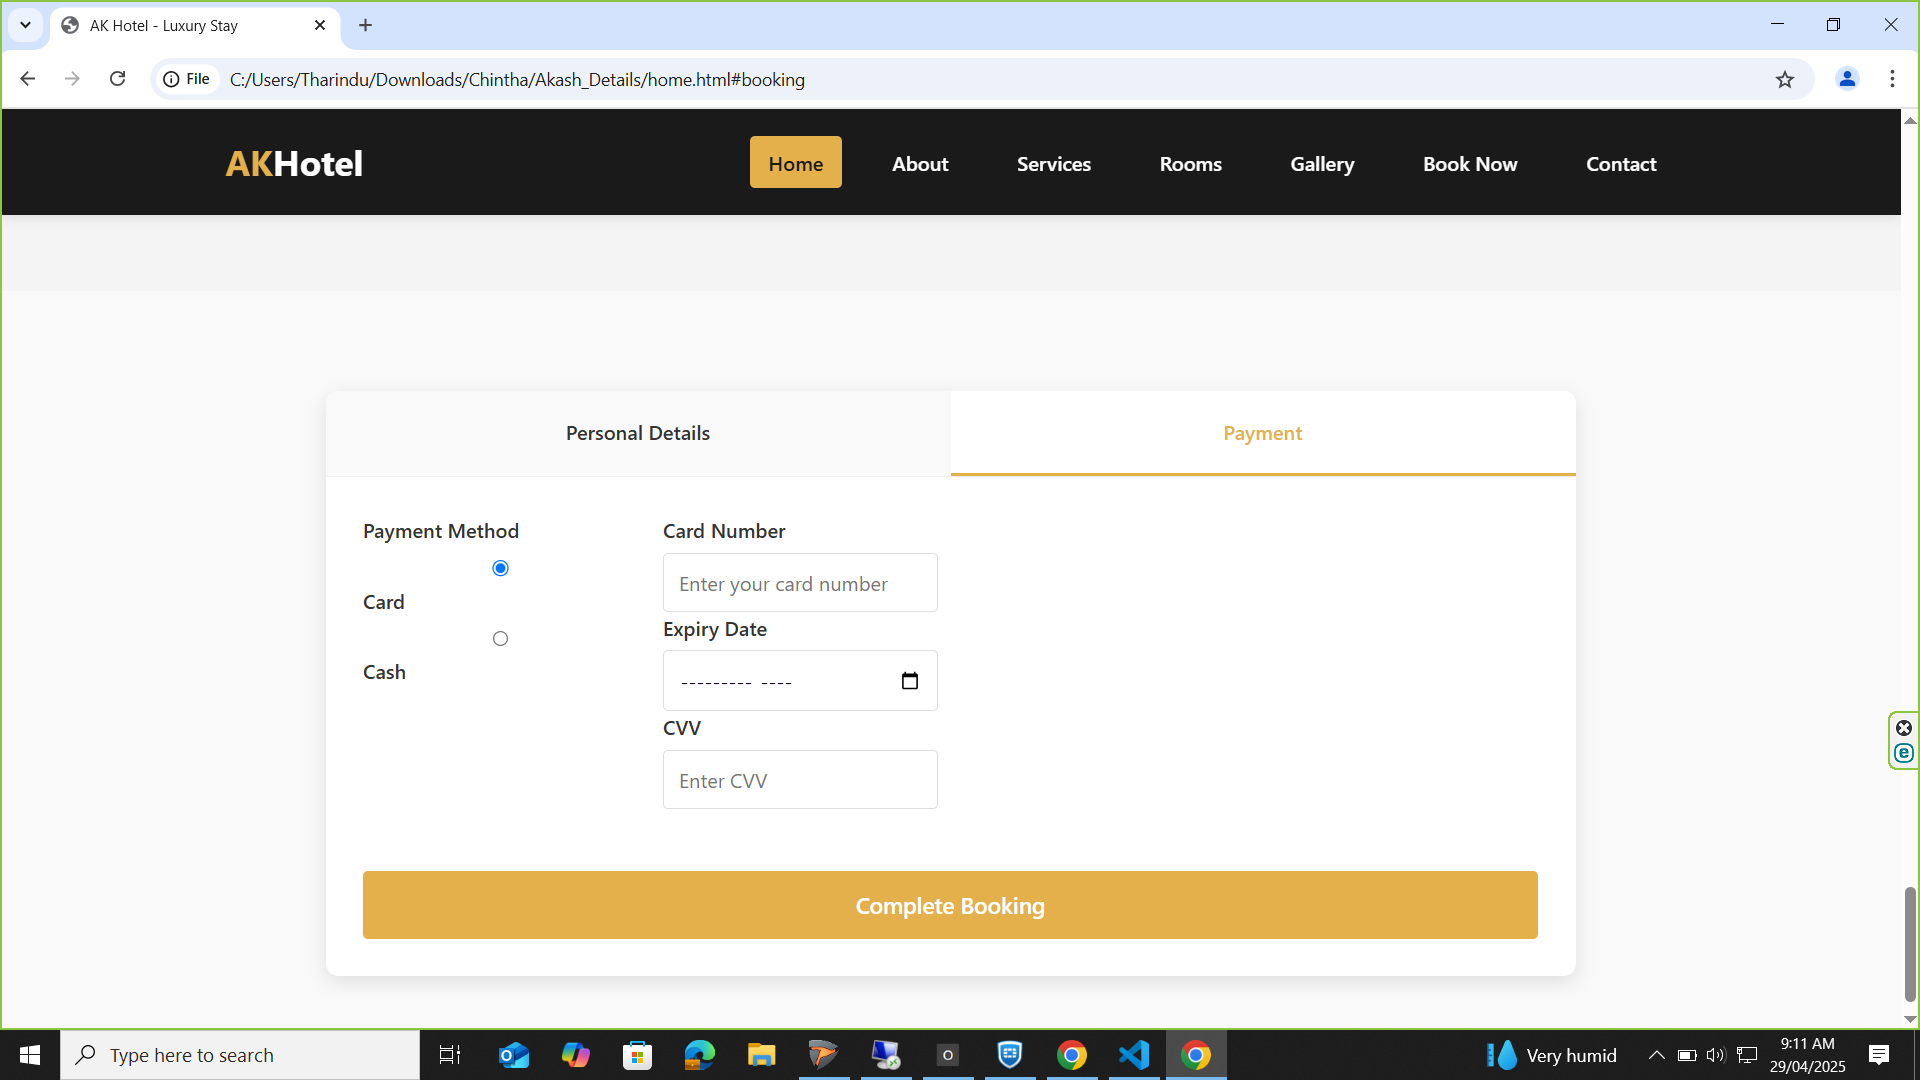 AK Hotel - Luxury Stay
File
C:/Users/Tharindu/Downloads/Chintha/Akash_Details/home.html#booking
AKHotel
Home
About
Services
Rooms
Gallery
Book Now
Contact
Personal Details
Payment
Payment Method
Card
Cash
Card Number
Enter your card number
Expiry Date
--------- ----
CVV
Enter CVV
Complete Booking
Type here to search
Very humid
9:11 AM
29/04/2025